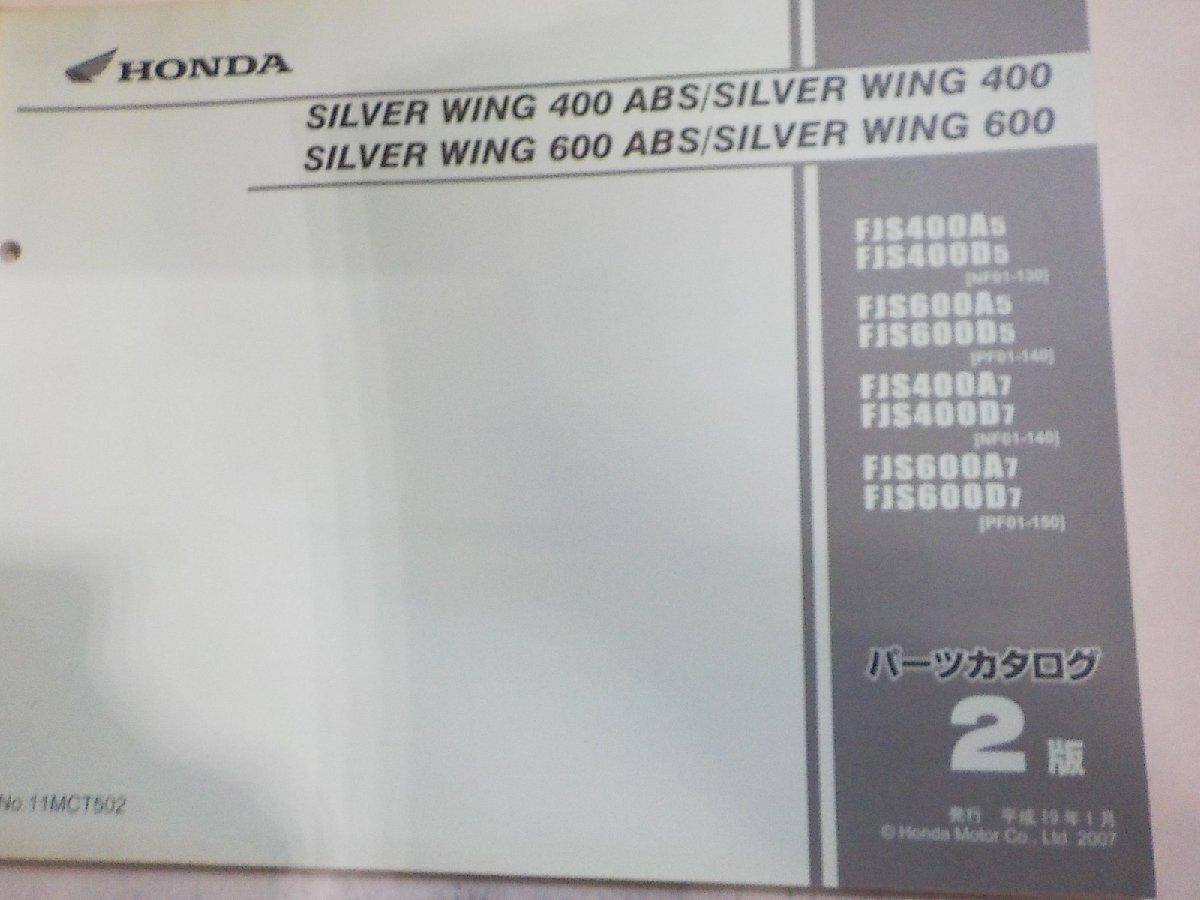 HONDA
SILVER WING 400 ABS/SILVER WING 400
SILVER WING 600 ABS/SILVER WING 600
FJS400A5
FJS400D5
[NF01-130]
FJS600A5
FJS600D5
[PF01-140]
FJS400A7
FJS400D7
[NF01-140]
FJS600A7
FJS600D7
[PF01-150]
パーツカタログ
2版
No.11MCT502
発行 平成19年1月
© Honda Motor Co., Ltd. 2007